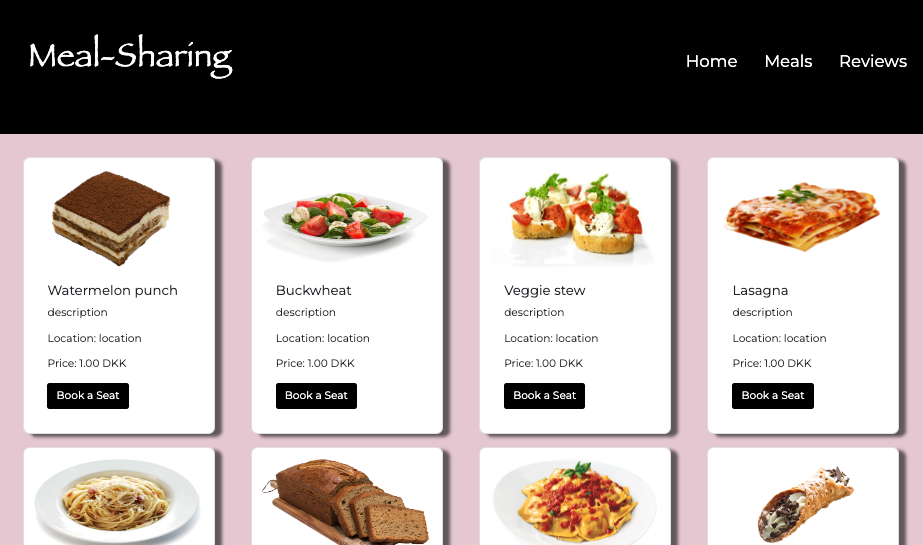 Meal-Sharing
Home Meals Reviews
Watermelon punch
description
Location: location
Price: 1.00 DKK
Book a Seat
Buckwheat
description
Location: location
Price: 1.00 DKK
Book a Seat
Veggie stew
description
Location: location
Price: 1.00 DKK
Book a Seat
Lasagna
description
Location: location
Price: 1.00 DKK
Book a Seat